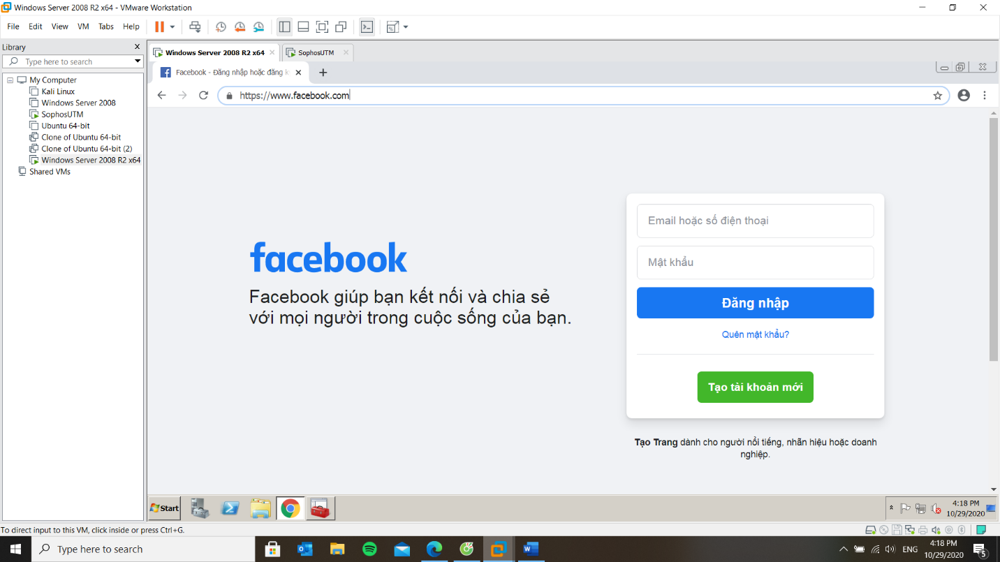 Windows Server 2008 R2 x64 - VMware Workstation
File Edit View VM Tabs Help
Library
Type here to search
My Computer
Kali Linux
Windows Server 2008
SophosUTM
Ubuntu 64-bit
Clone of Ubuntu 64-bit
Clone of Ubuntu 64-bit (2)
Windows Server 2008 R2 x64
Shared VMs
Windows Server 2008 R2 x64
SophosUTM
Facebook - Đăng nhập hoặc đăng k
https://www.facebook.com
facebook
Facebook giúp bạn kết nối và chia sẻ
với mọi người trong cuộc sống của bạn.
Email hoặc số điện thoại
Mật khẩu
Đăng nhập
Quên mật khẩu?
Tạo tài khoản mới
Tạo Trang dành cho người nổi tiếng, nhãn hiệu hoặc doanh
nghiệp.
Start
4:18 PM
10/29/2020
To direct input to this VM, click inside or press Ctrl+G.
Type here to search
ENG
4:18 PM
10/29/2020
5